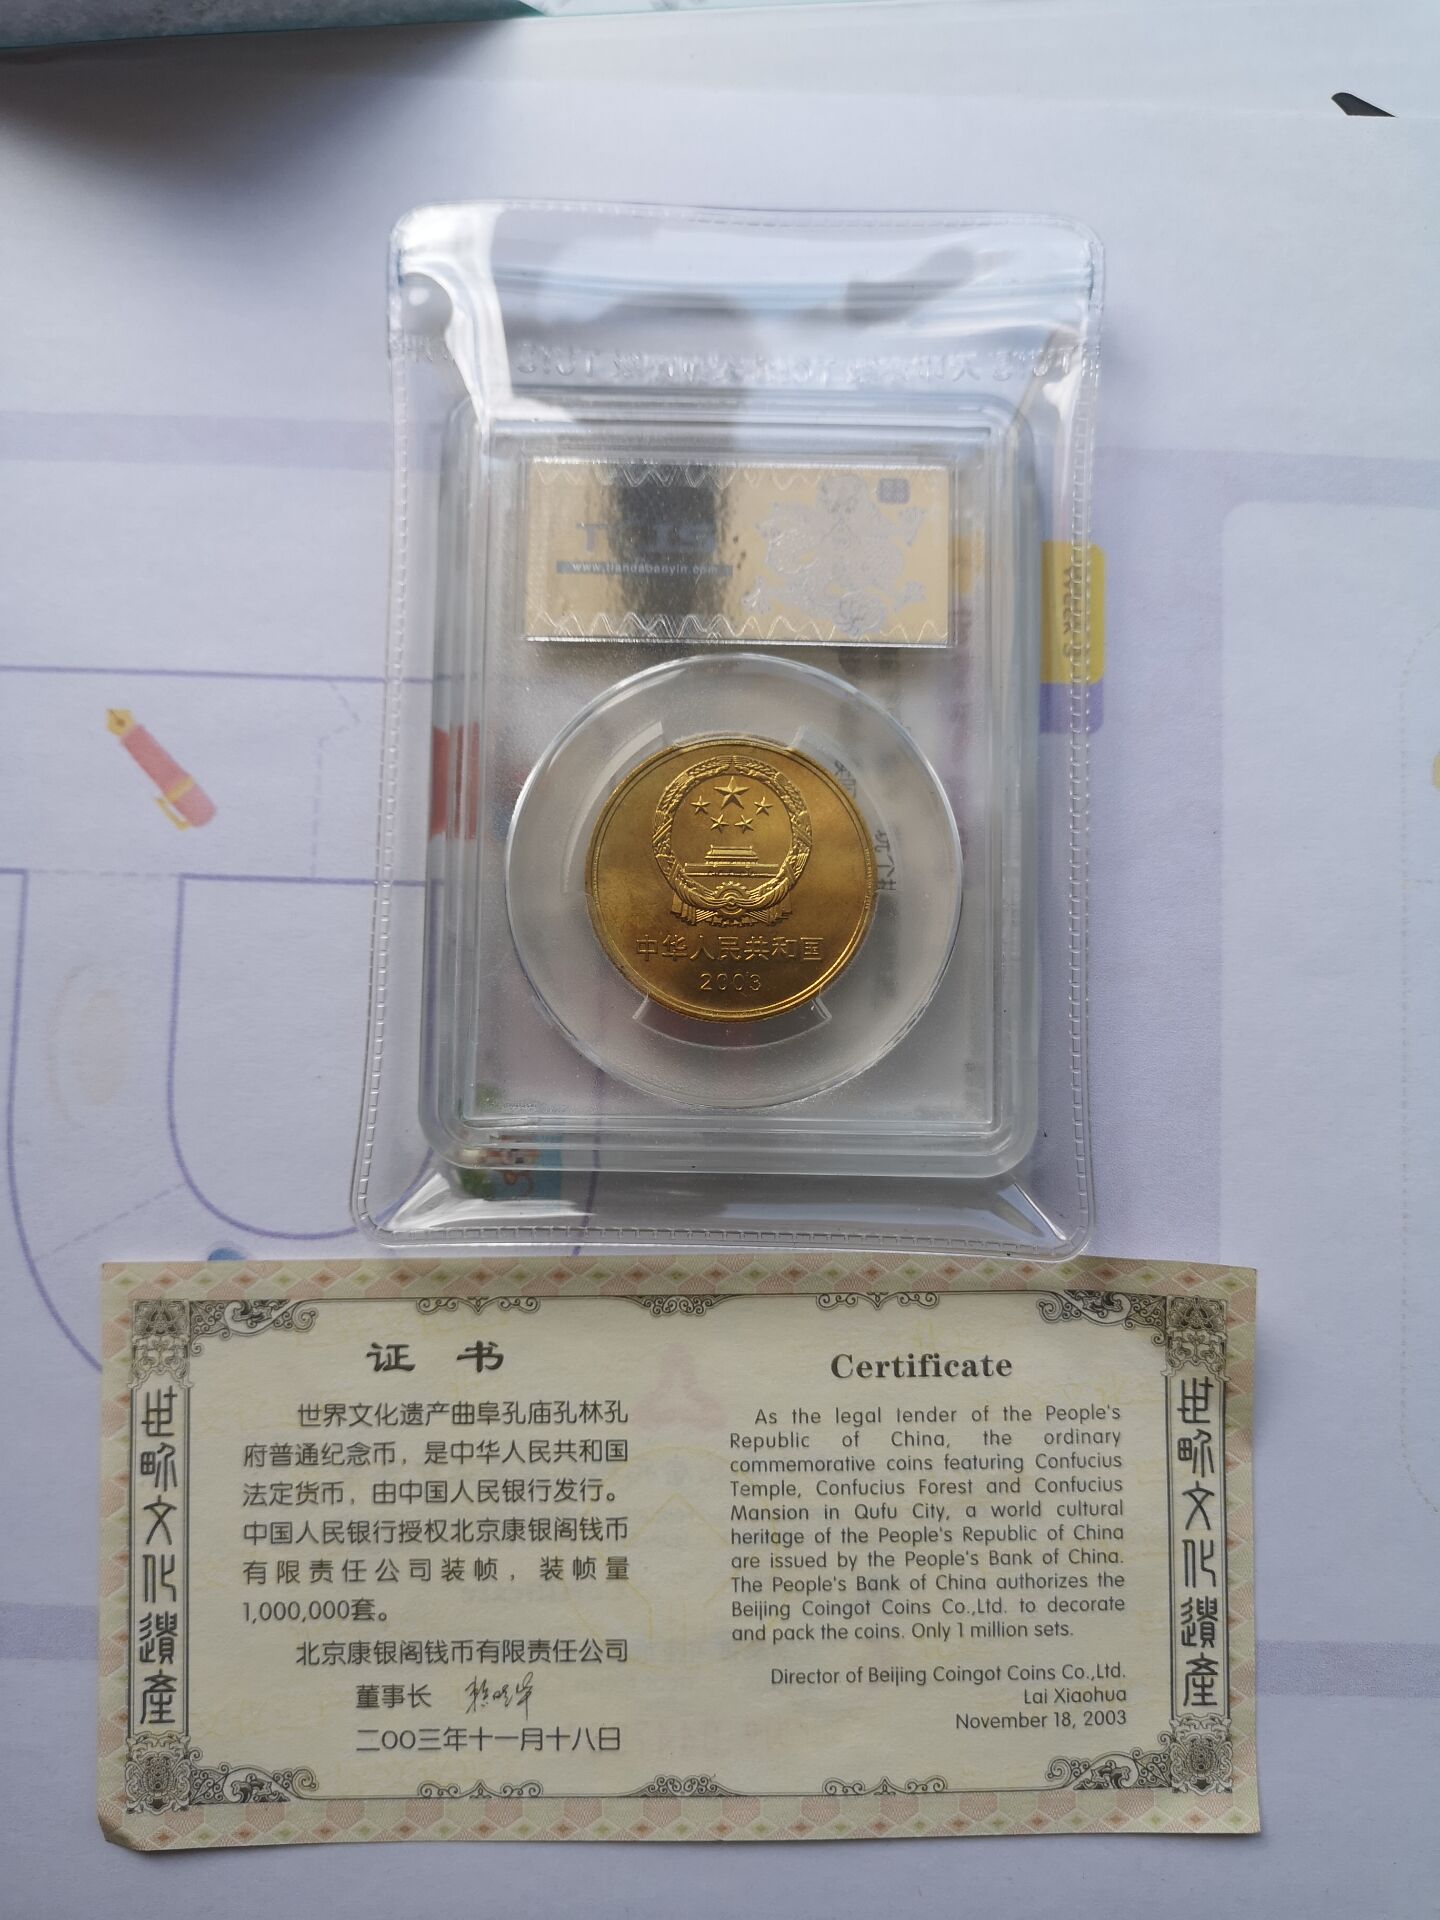 TCIS
www.tiandabaoyin.com
中华人民共和国
2003
证书
世界文化遗产曲阜孔庙孔林孔
府普通纪念币，是中华人民共和国
法定货币，由中国人民银行发行。
中国人民银行授权北京康银阁钱币
有限责任公司装帧，装帧量
1,000,000套。
北京康银阁钱币有限责任公司
董事长
二〇〇三年十一月十八日
Certificate
As the legal tender of the People's
Republic of China, the ordinary
commemorative coins featuring Confucius
Temple, Confucius Forest and Confucius
Mansion in Qufu City, a world cultural
heritage of the People's Republic of China
are issued by the People's Bank of China.
The People's Bank of China authorizes the
Beijing Coingot Coins Co.,Ltd. to decorate
and pack the coins. Only 1 million sets.
Director of Beijing Coingot Coins Co.,Ltd.
Lai Xiaohua
November 18, 2003
世界文化遺產
世界文化遺產